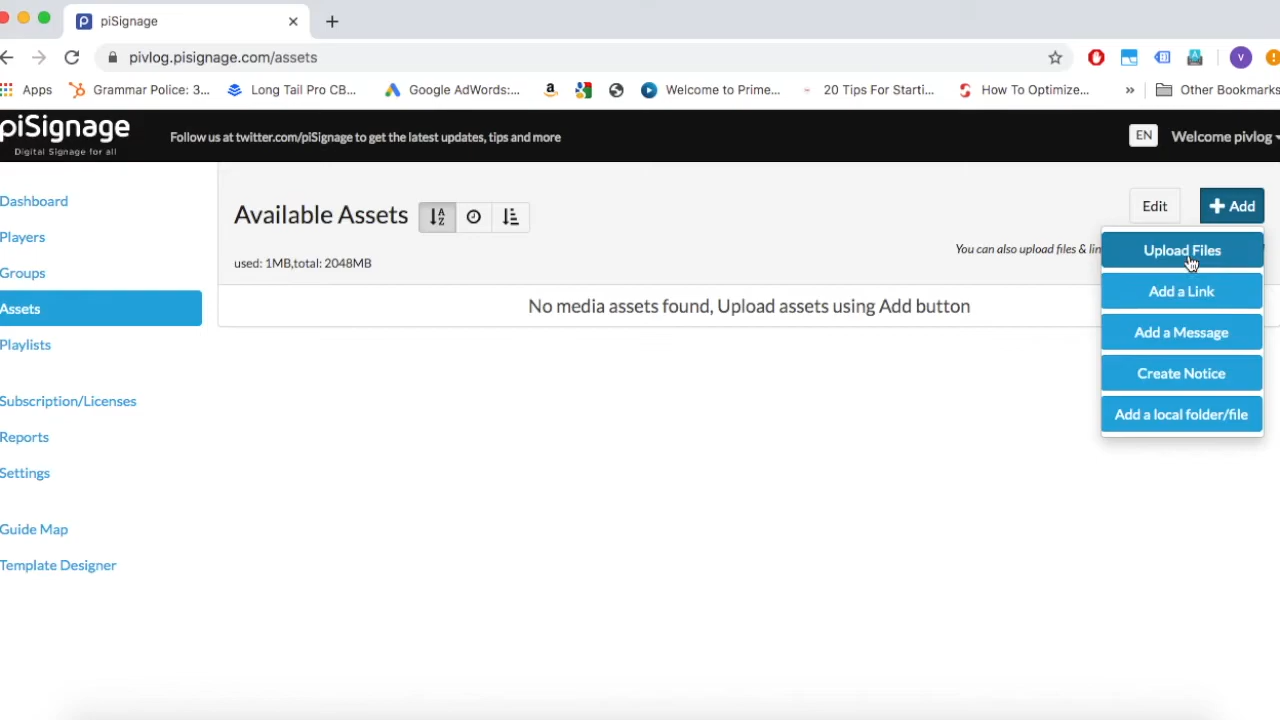 piSignage
pivlog.pisignage.com/assets
Apps Grammar Police: 3... Long Tail Pro CB... Google AdWords:... Welcome to Prime... 20 Tips For Starti... How To Optimize... » Other Bookmarks
piSignage
Digital Signage for all
Follow us at twitter.com/piSignage to get the latest updates, tips and more
EN
Welcome pivlog
Dashboard
Players
Groups
Assets
Playlists
Subscription/Licenses
Reports
Settings
Guide Map
Template Designer
Available Assets
used: 1MB,total: 2048MB
Edit
+ Add
You can also upload files &
Upload Files
Add a Link
Add a Message
Create Notice
Add a local folder/file
No media assets found, Upload assets using Add button